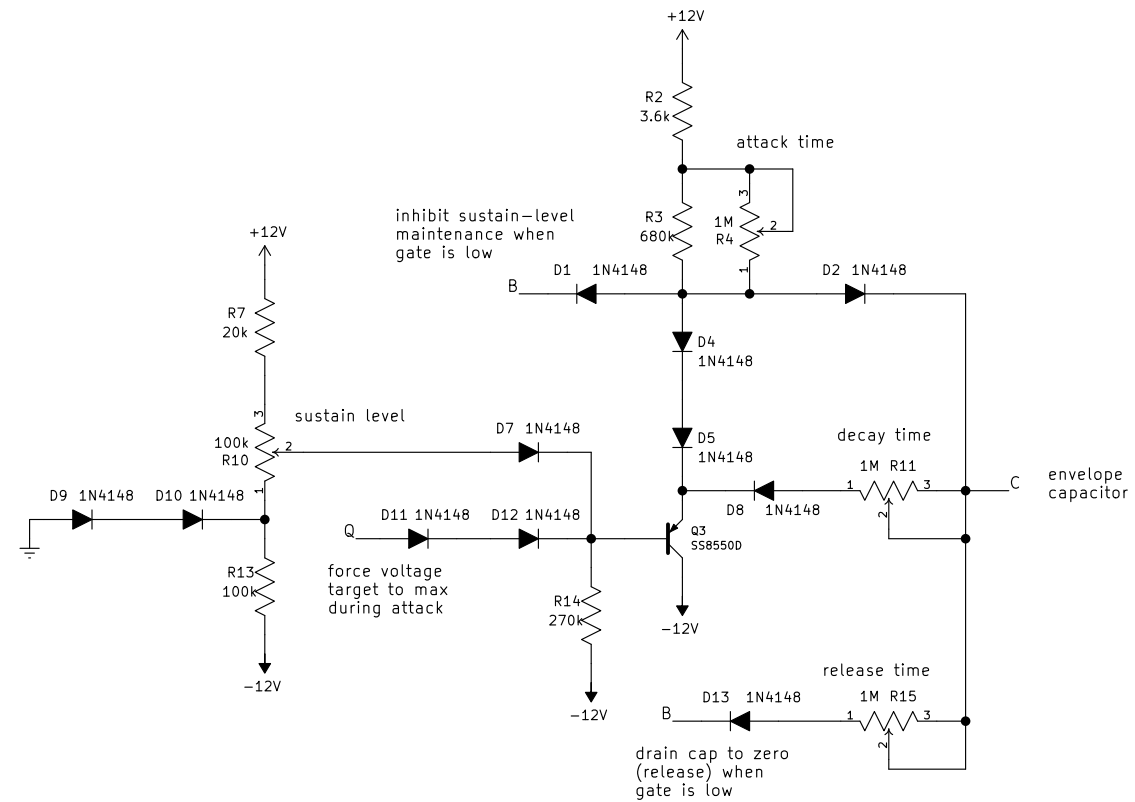 +12V
R2
3.6k
attack time
3
R3
680k
1M
R4
2
1
inhibit sustain-level
maintenance when
gate is low
+12V
D1 1N4148
D2 1N4148
B
R7
20k
D4
1N4148
sustain level
3
100k
R10
2
1
D7 1N4148
D5
1N4148
decay time
1M R11
1
3
2
C
envelope
capacitor
D9 1N4148
D10 1N4148
D8 1N4148
Q
D11 1N4148
D12 1N4148
Q3
SS8550D
force voltage
target to max
during attack
R13
100k
R14
270k
-12V
-12V
-12V
release time
D13 1N4148
1M R15
B
1
3
2
drain cap to zero
(release) when
gate is low